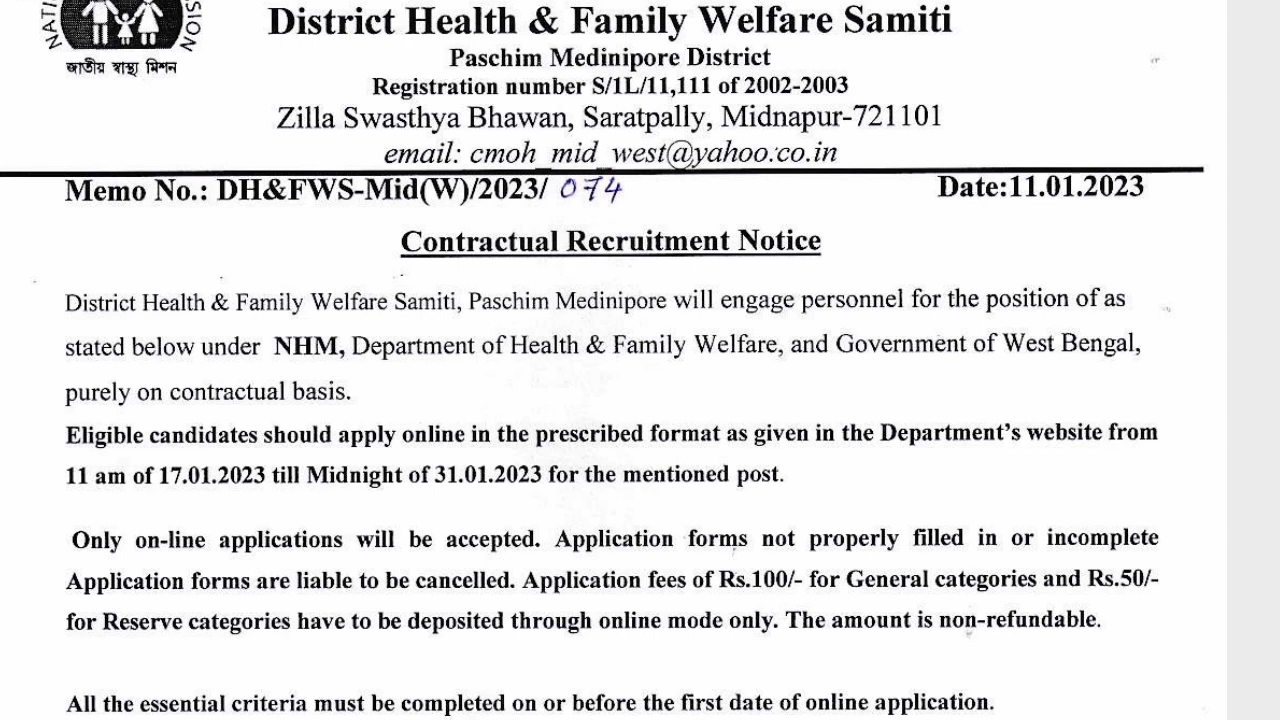 NATI
SION
জাতীয় স্বাস্থ্য মিশন
District Health & Family Welfare Samiti
Paschim Medinipore District
Registration number S/1L/11,111 of 2002-2003
Zilla Swasthya Bhawan, Saratpally, Midnapur-721101
email: cmoh_mid_west@yahoo.co.in
Memo No.: DH&FWS-Mid(W)/2023/ 074 Date:11.01.2023
Contractual Recruitment Notice
District Health & Family Welfare Samiti, Paschim Medinipore will engage personnel for the position of as
stated below under NHM, Department of Health & Family Welfare, and Government of West Bengal,
purely on contractual basis.
Eligible candidates should apply online in the prescribed format as given in the Department's website from
11 am of 17.01.2023 till Midnight of 31.01.2023 for the mentioned post.
Only on-line applications will be accepted. Application forms not properly filled in or incomplete
Application forms are liable to be cancelled. Application fees of Rs.100/- for General categories and Rs.50/-
for Reserve categories have to be deposited through online mode only. The amount is non-refundable.
All the essential criteria must be completed on or before the first date of online application.